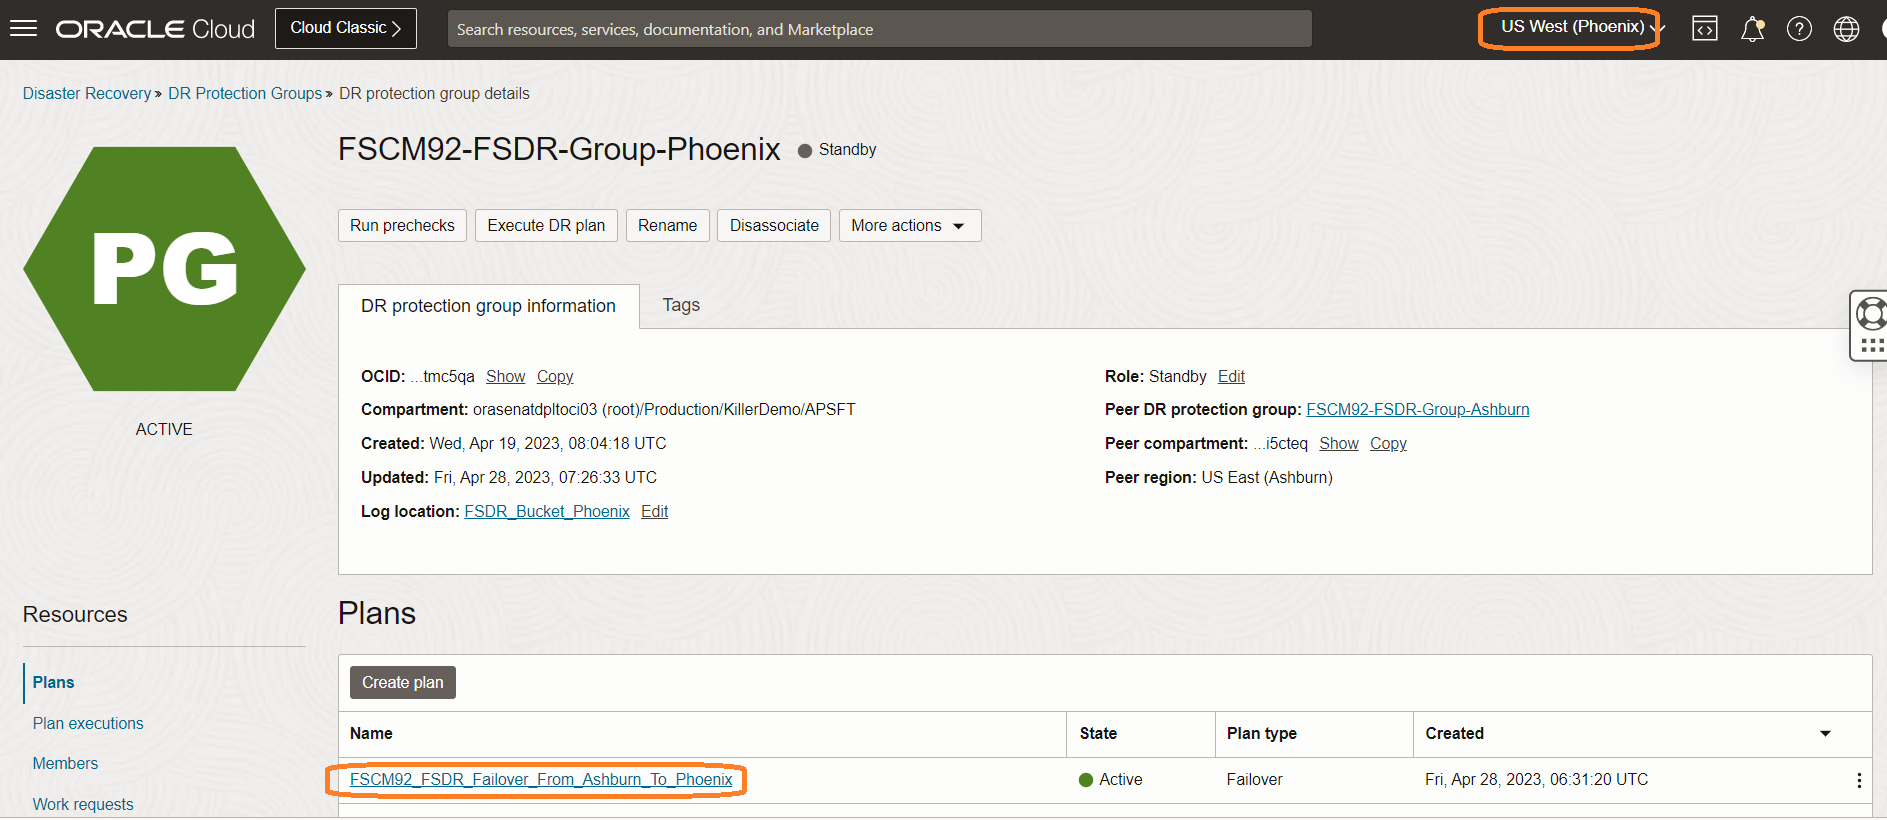 ORACLE Cloud
Cloud Classic
Search resources, services, documentation, and Marketplace
US West (Phoenix)
Disaster Recovery » DR Protection Groups » DR protection group details
PG
ACTIVE
FSCM92-FSDR-Group-Phoenix
Standby
Run prechecks
Execute DR plan
Rename
Disassociate
More actions
DR protection group information
Tags
OCID: ...tmc5qa Show Copy
Compartment: orasenatdpltoci03 (root)/Production/KillerDemo/APSFT
Created: Wed, Apr 19, 2023, 08:04:18 UTC
Updated: Fri, Apr 28, 2023, 07:26:33 UTC
Log location: FSDR_Bucket_Phoenix Edit
Role: Standby Edit
Peer DR protection group: FSCM92-FSDR-Group-Ashburn
Peer compartment: ...i5cteq Show Copy
Peer region: US East (Ashburn)
Resources
Plans
Plan executions
Members
Work requests
Plans
Create plan
Name State Plan type Created
FSCM92_FSDR_Failover_From_Ashburn_To_Phoenix Active Failover Fri, Apr 28, 2023, 06:31:20 UTC